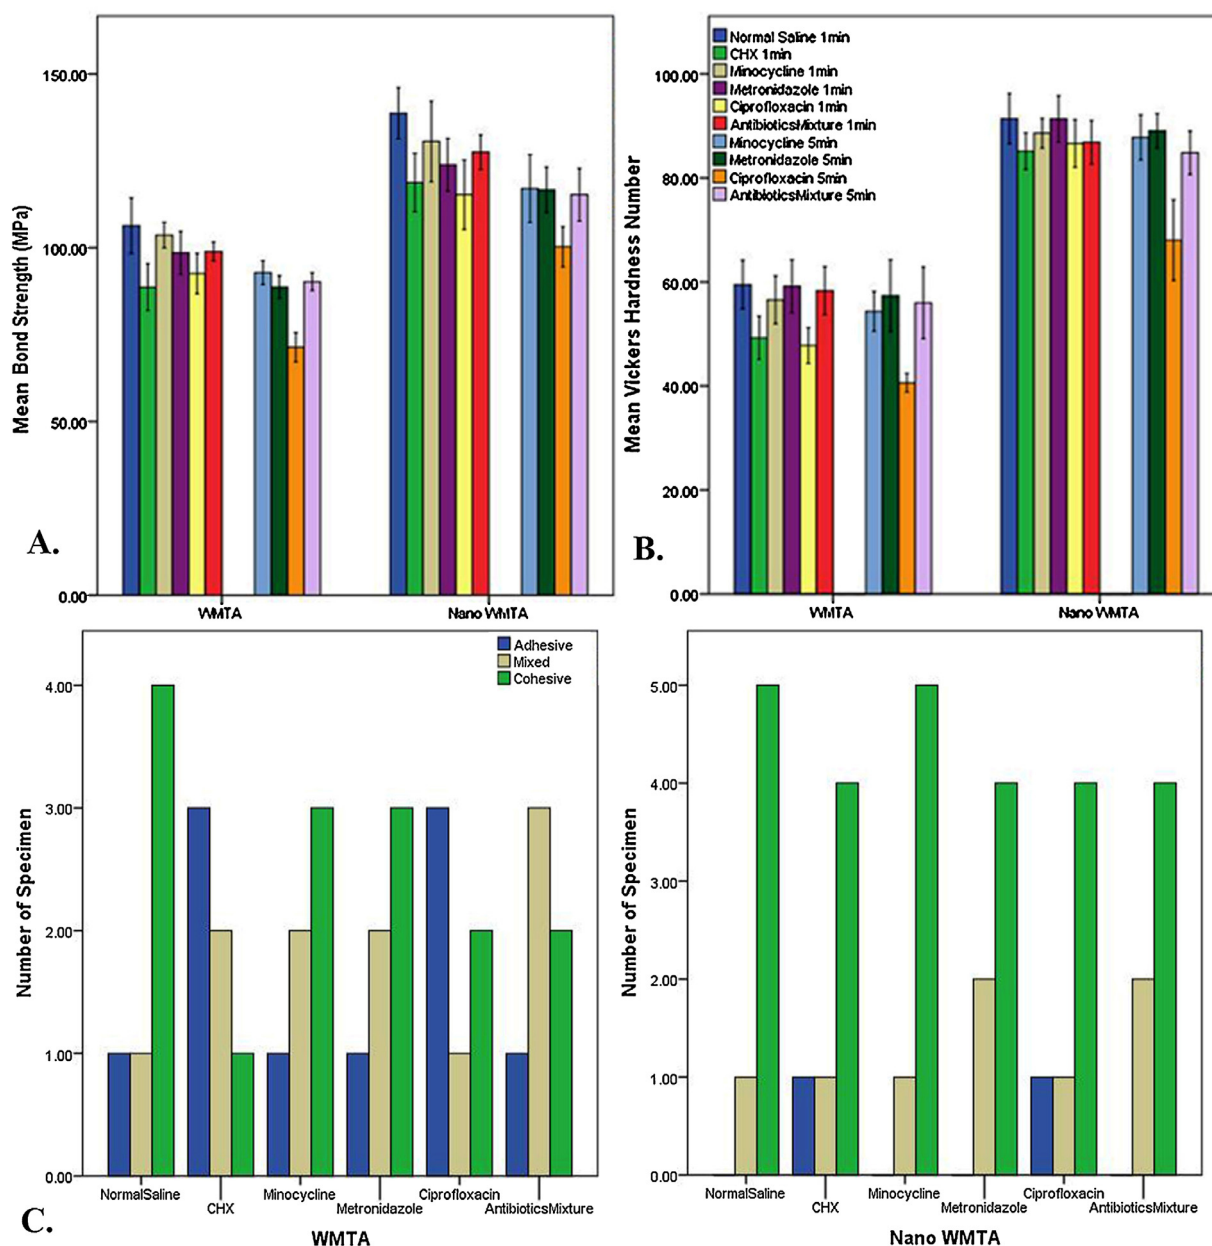 Mean Bond Strength (MPa)
150.00
100.00
50.00
0.00
A.
WMTA
Nano WMTA
Mean Vickers Hardness Number
100.00
80.00
60.00
40.00
20.00
0.00
Normal Saline 1min
CHX 1min
Minocycline 1min
Metronidazole 1min
Ciprofloxacin 1min
AntibioticsMixture 1min
Minocycline 5min
Metronidazole 5min
Ciprofloxacin 5min
AntibioticsMixture 5min
B.
WMTA
Nano WMTA
Number of Specimen
4.00
3.00
2.00
1.00
0.00
Adhesive
Mixed
Cohesive
NormalSaline
CHX
Minocycline
Metronidazole
Ciprofloxacin
AntibioticsMixture
C.
WMTA
Number of Specimen
5.00
4.00
3.00
2.00
1.00
0.00
NormalSaline
CHX
Minocycline
Metronidazole
Ciprofloxacin
AntibioticsMixture
Nano WMTA